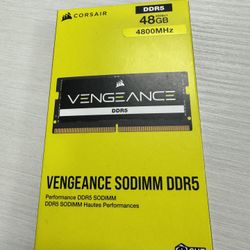 CORSAIR
DDR5
48GB
4800MHz
VENGEANCE
DDR5
VENGEANCE SODIMM DDR5
Performance DDR5 SODIMM
DDR5 SODIMM Hautes Performances